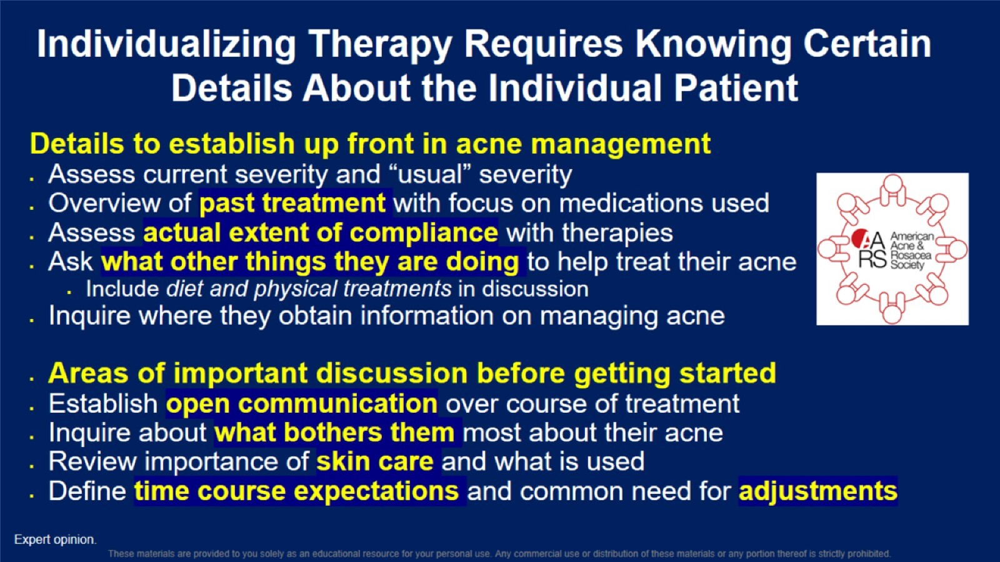 Individualizing Therapy Requires Knowing Certain
Details About the Individual Patient
Details to establish up front in acne management
· Assess current severity and “usual” severity
· Overview of past treatment with focus on medications used
· Assess actual extent of compliance with therapies
· Ask what other things they are doing to help treat their acne
· Include diet and physical treatments in discussion
· Inquire where they obtain information on managing acne
AARS
American
Acne &
Rosacea
Society
· Areas of important discussion before getting started
· Establish open communication over course of treatment
· Inquire about what bothers them most about their acne
· Review importance of skin care and what is used
· Define time course expectations and common need for adjustments
Expert opinion.
These materials are provided to you solely as an educational resource for your personal use. Any commercial use or distribution of these materials or any portion thereof is strictly prohibited.